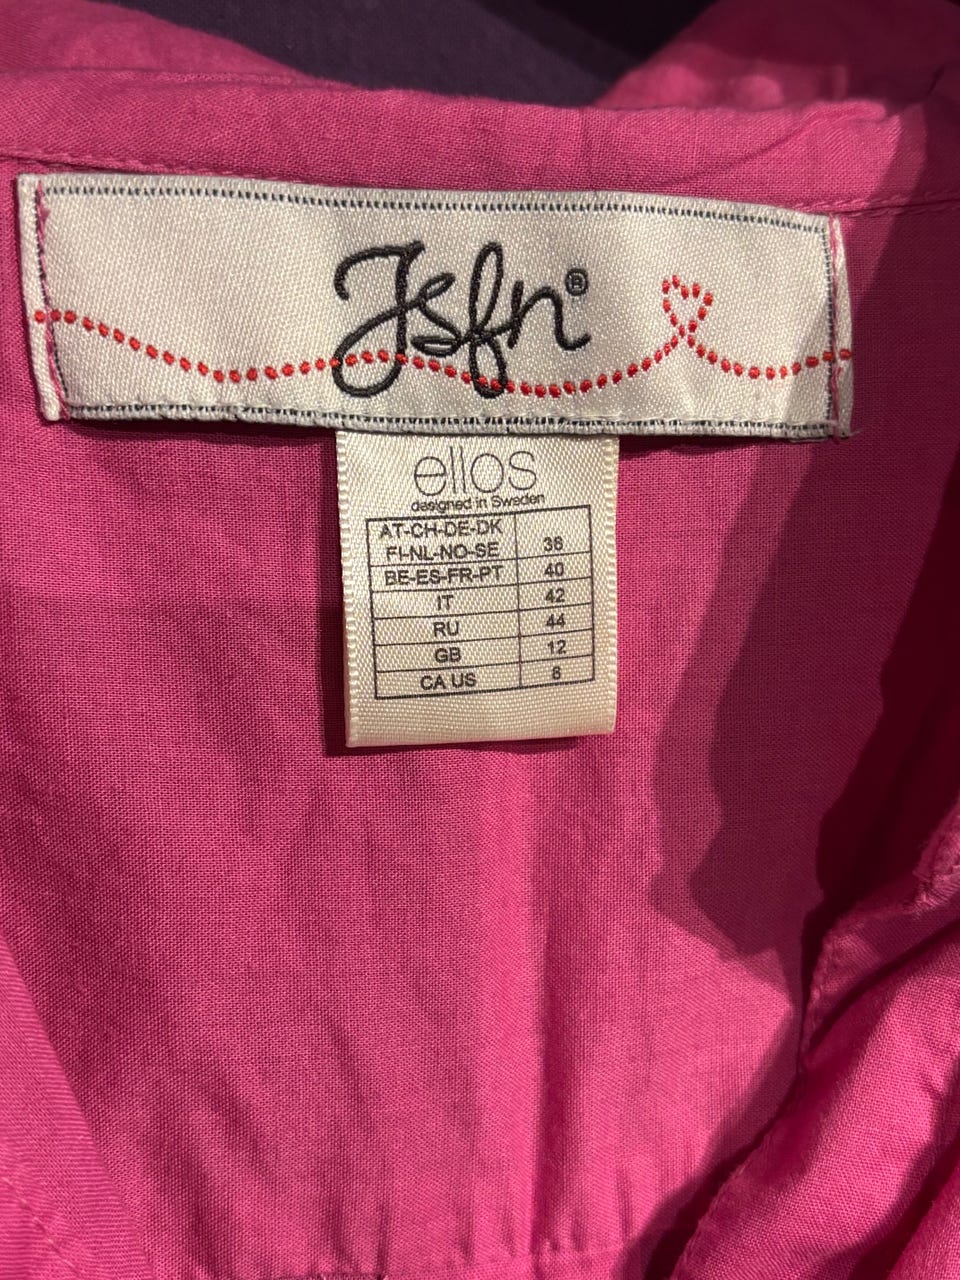 Jsfn®
ellos
designed in Sweden
AT-CH-DE-DK
FI-NL-NO-SE 38
BE-ES-FR-PT 40
IT 42
RU 44
GB 12
CA US 8